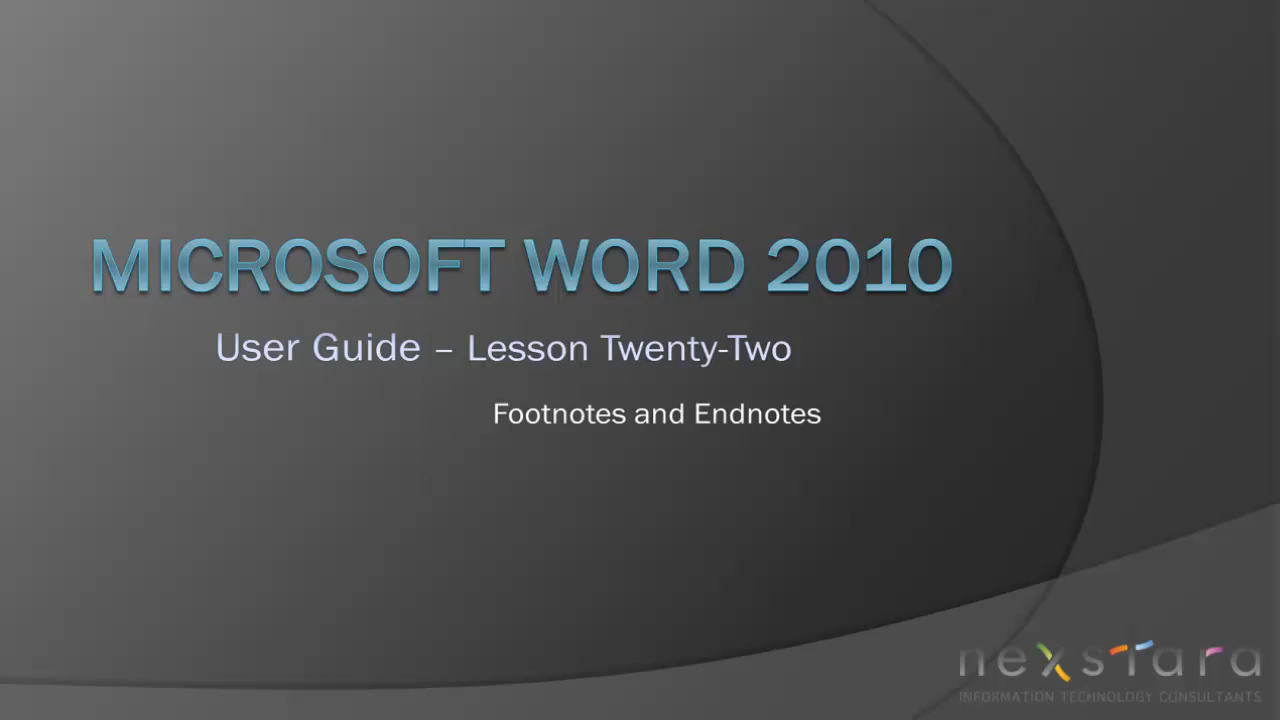 MICROSOFT WORD 2010
User Guide – Lesson Twenty-Two
Footnotes and Endnotes
nexstara
INFORMATION TECHNOLOGY CONSULTANTS